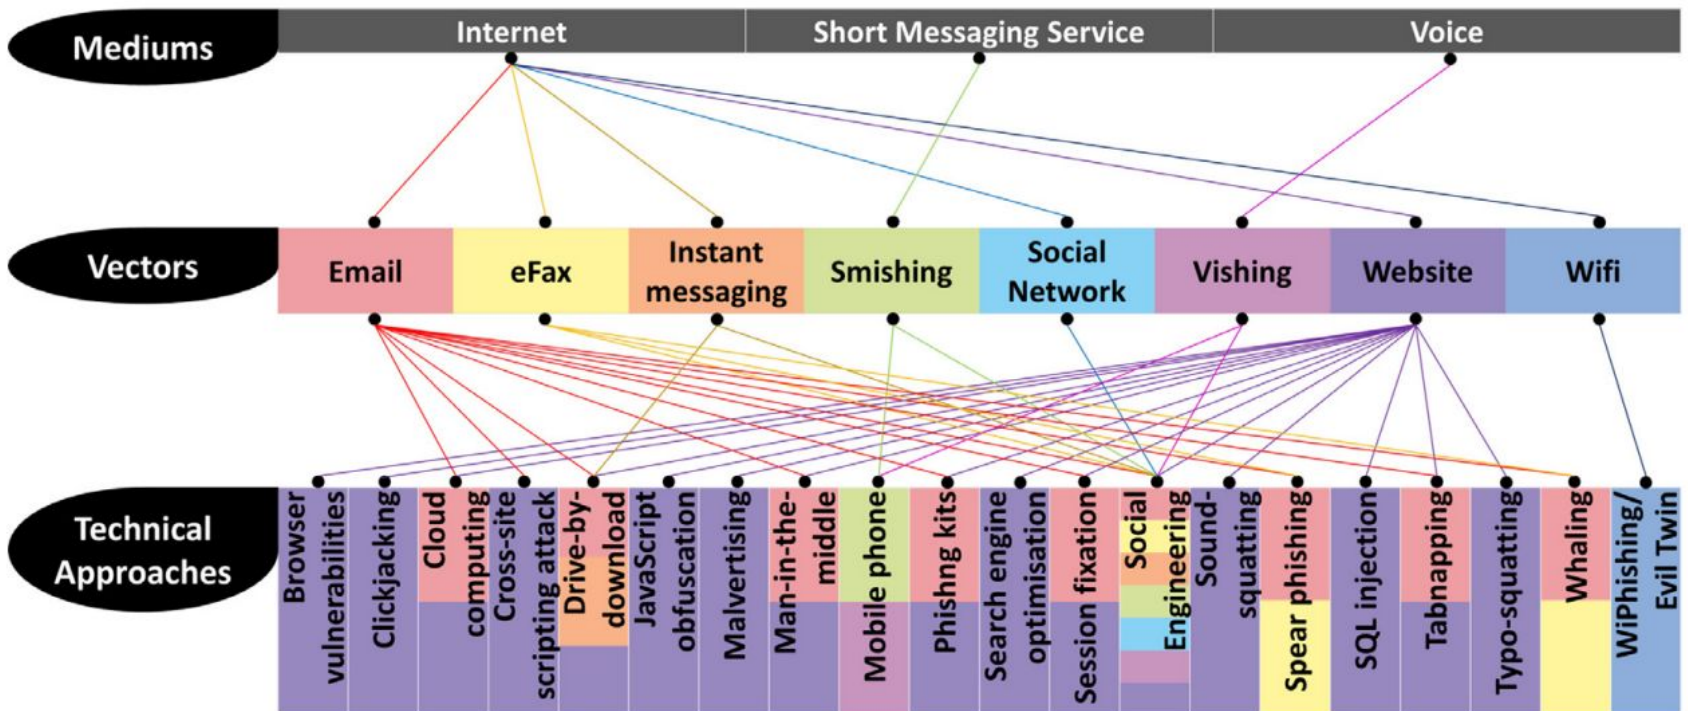 Mediums
Internet
Short Messaging Service
Voice
Vectors
Email
eFax
Instant
messaging
Smishing
Social
Network
Vishing
Website
Wifi
Technical
Approaches
Browser
vulnerabilities
Clickjacking
Cloud
computing
Cross-site
scripting attack
Drive-by-
download
JavaScript
obfuscation
Malvertising
Man-in-the-
middle
Mobile phone
Phishng kits
Search engine
optimisation
Session fixation
Social
Engineering
Sound-
squatting
Spear phishing
SQL injection
Tabnapping
Typo-squatting
Whaling
WiPhishing/
Evil Twin